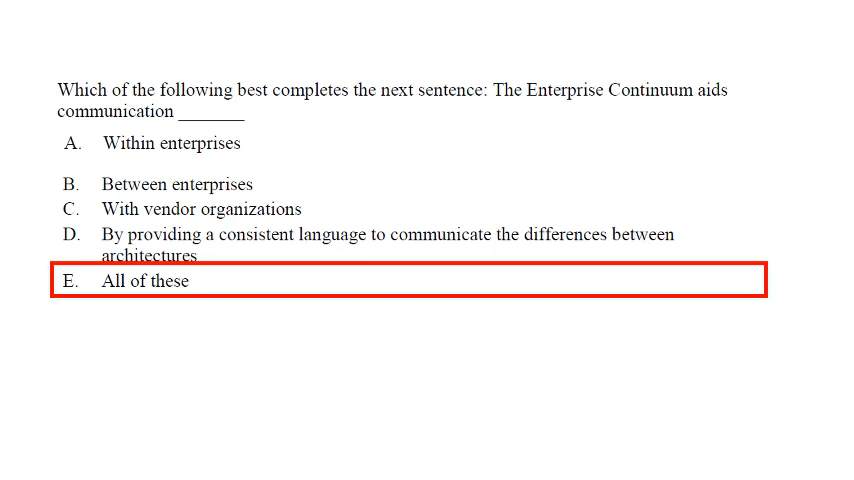 Which of the following best completes the next sentence: The Enterprise Continuum aids
communication _______
A. Within enterprises
B. Between enterprises
C. With vendor organizations
D. By providing a consistent language to communicate the differences between
architectures
E. All of these